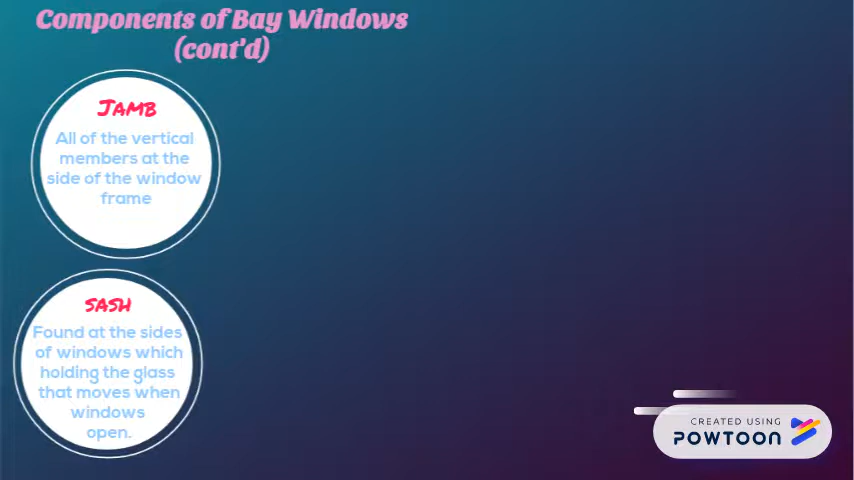 Components of Bay Windows
(cont'd)
JAMB
All of the vertical
members at the
side of the window
frame
SASH
Found at the sides
of windows which
holding the glass
that moves when
windows
open.
CREATED USING
POWTOON